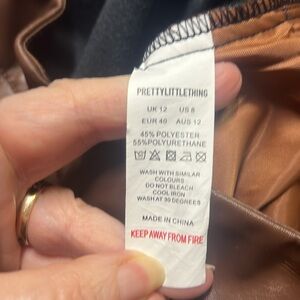 PRETTYLITTLETHING
UK 12 US 8
EUR 40 AUS 12
45% POLYESTER
55%POLYURETHANE
WASH WITH SIMILAR
COLOURS
DO NOT BLEACH
COOL IRON
WASH AT 30 DEGREES
MADE IN CHINA
KEEP AWAY FROM FIRE